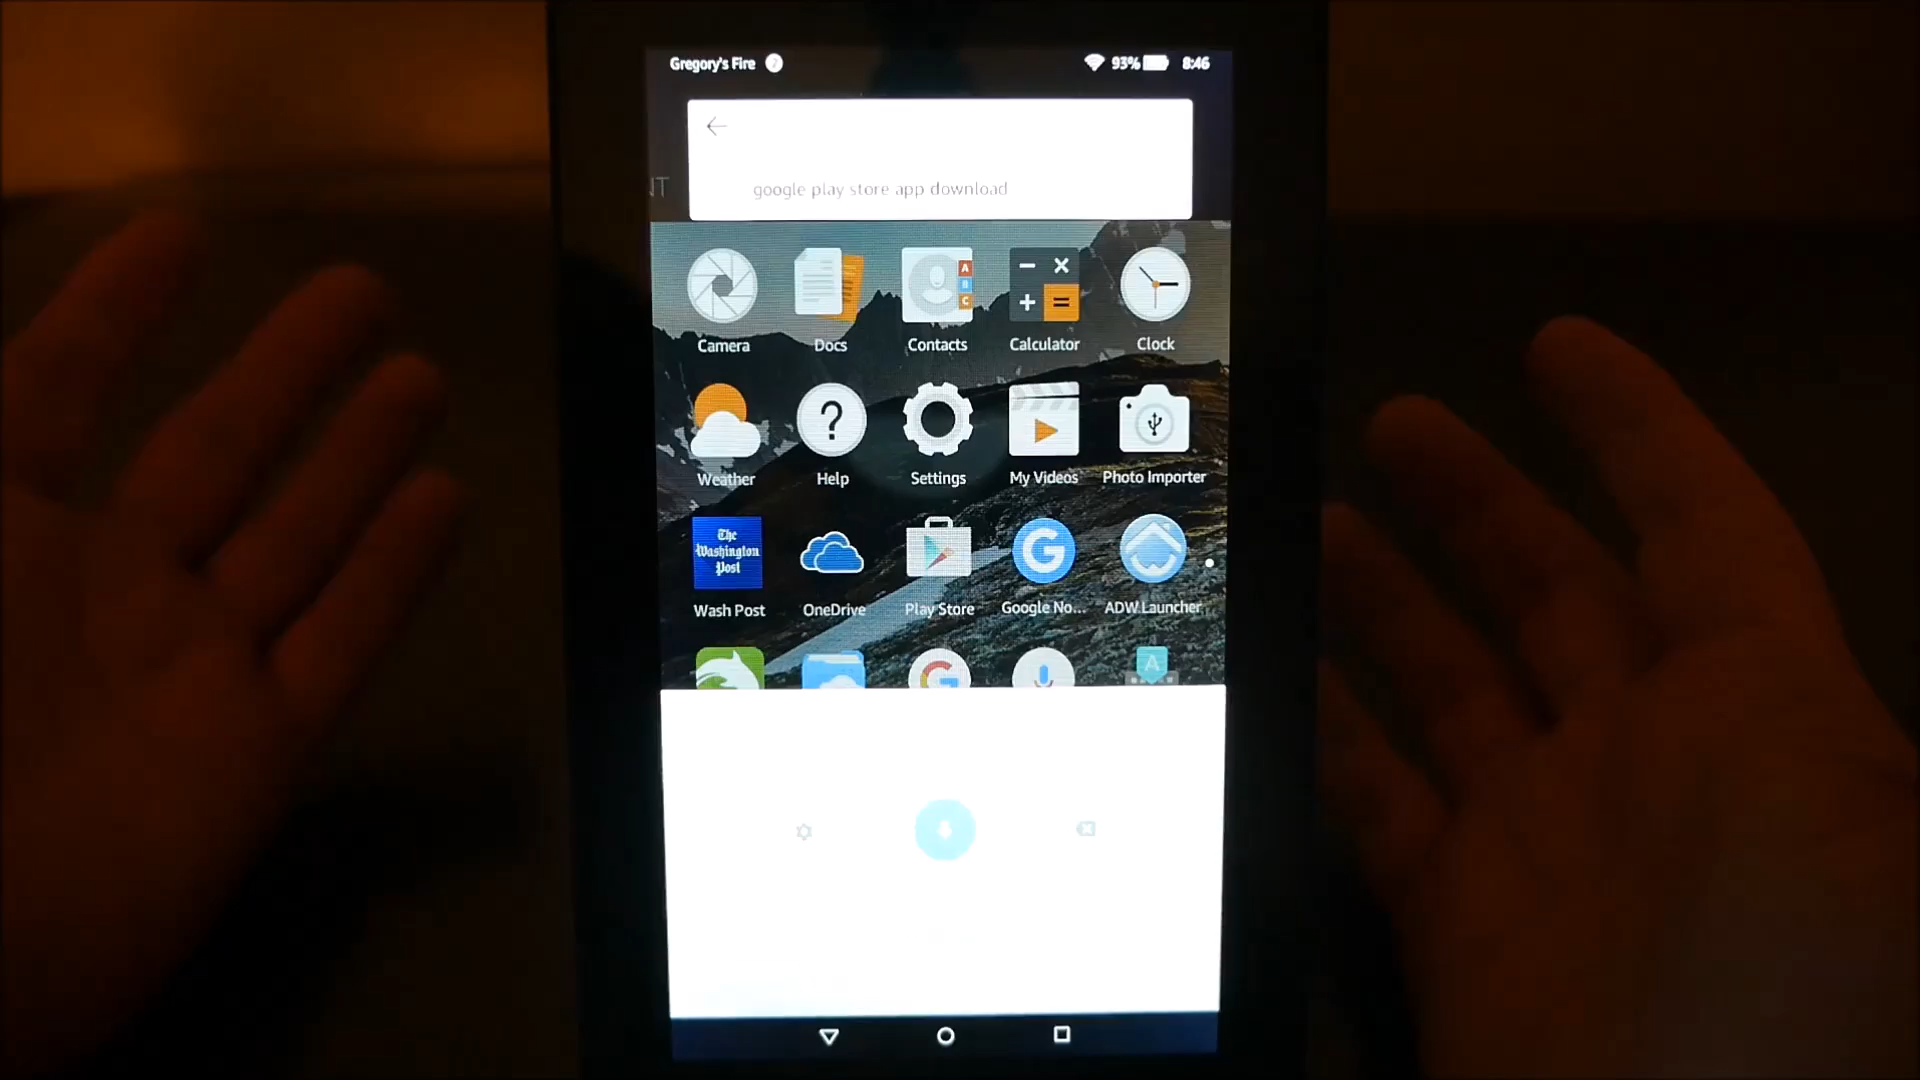 Gregory's Fire 93% 8:46
google play store app download
Camera Docs Contacts Calculator Clock
Weather Help Settings My Videos Photo Importer
The Washington Post
Wash Post OneDrive Play Store Google No... ADW.Launcher